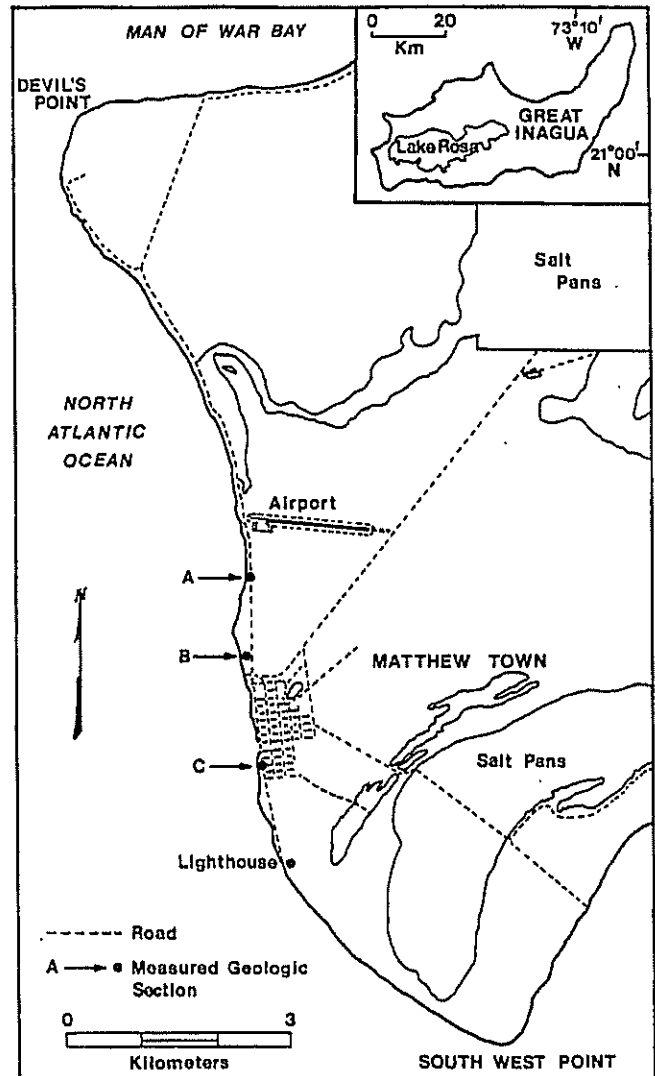 MAN OF WAR BAY
DEVIL'S
POINT
0 20
Km
73°10'
W
GREAT
INAGUA
Lake Rosa
21°00'
N
Salt
Pans
NORTH
ATLANTIC
OCEAN
Airport
N
A
B
MATTHEW TOWN
C
Salt Pans
Lighthouse
Road
A Measured Geologic
Section
0 3
Kilometers
SOUTH WEST POINT